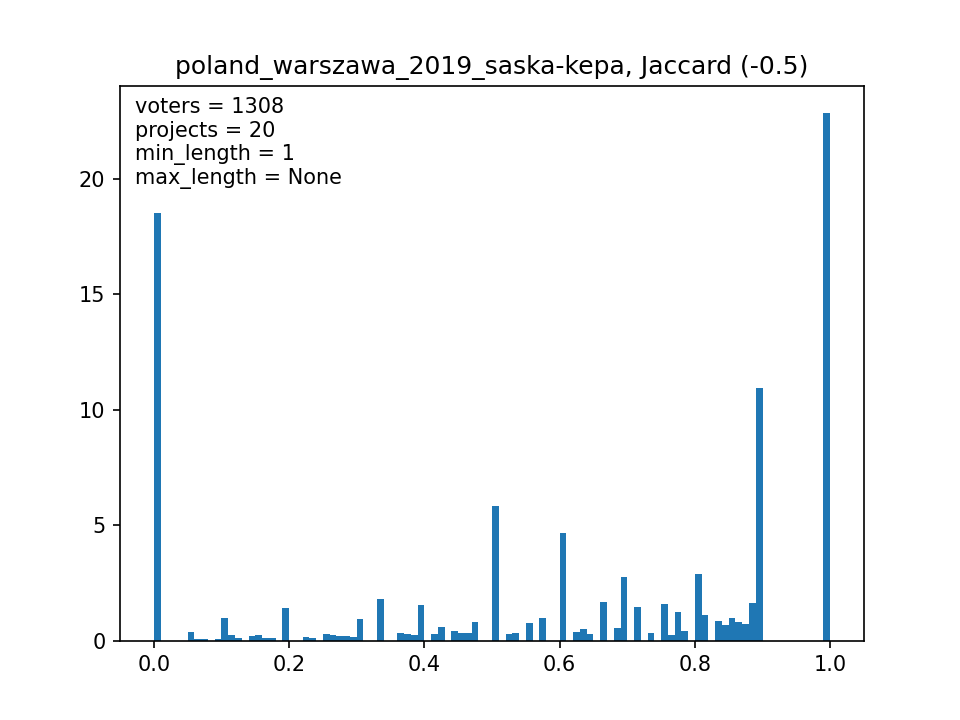 poland_warszawa_2019_saska-kepa, Jaccard (-0.5)
voters = 1308
projects = 20
min_length = 1
max_length = None
20
15
10
5
0
0.0 0.2 0.4 0.6 0.8 1.0